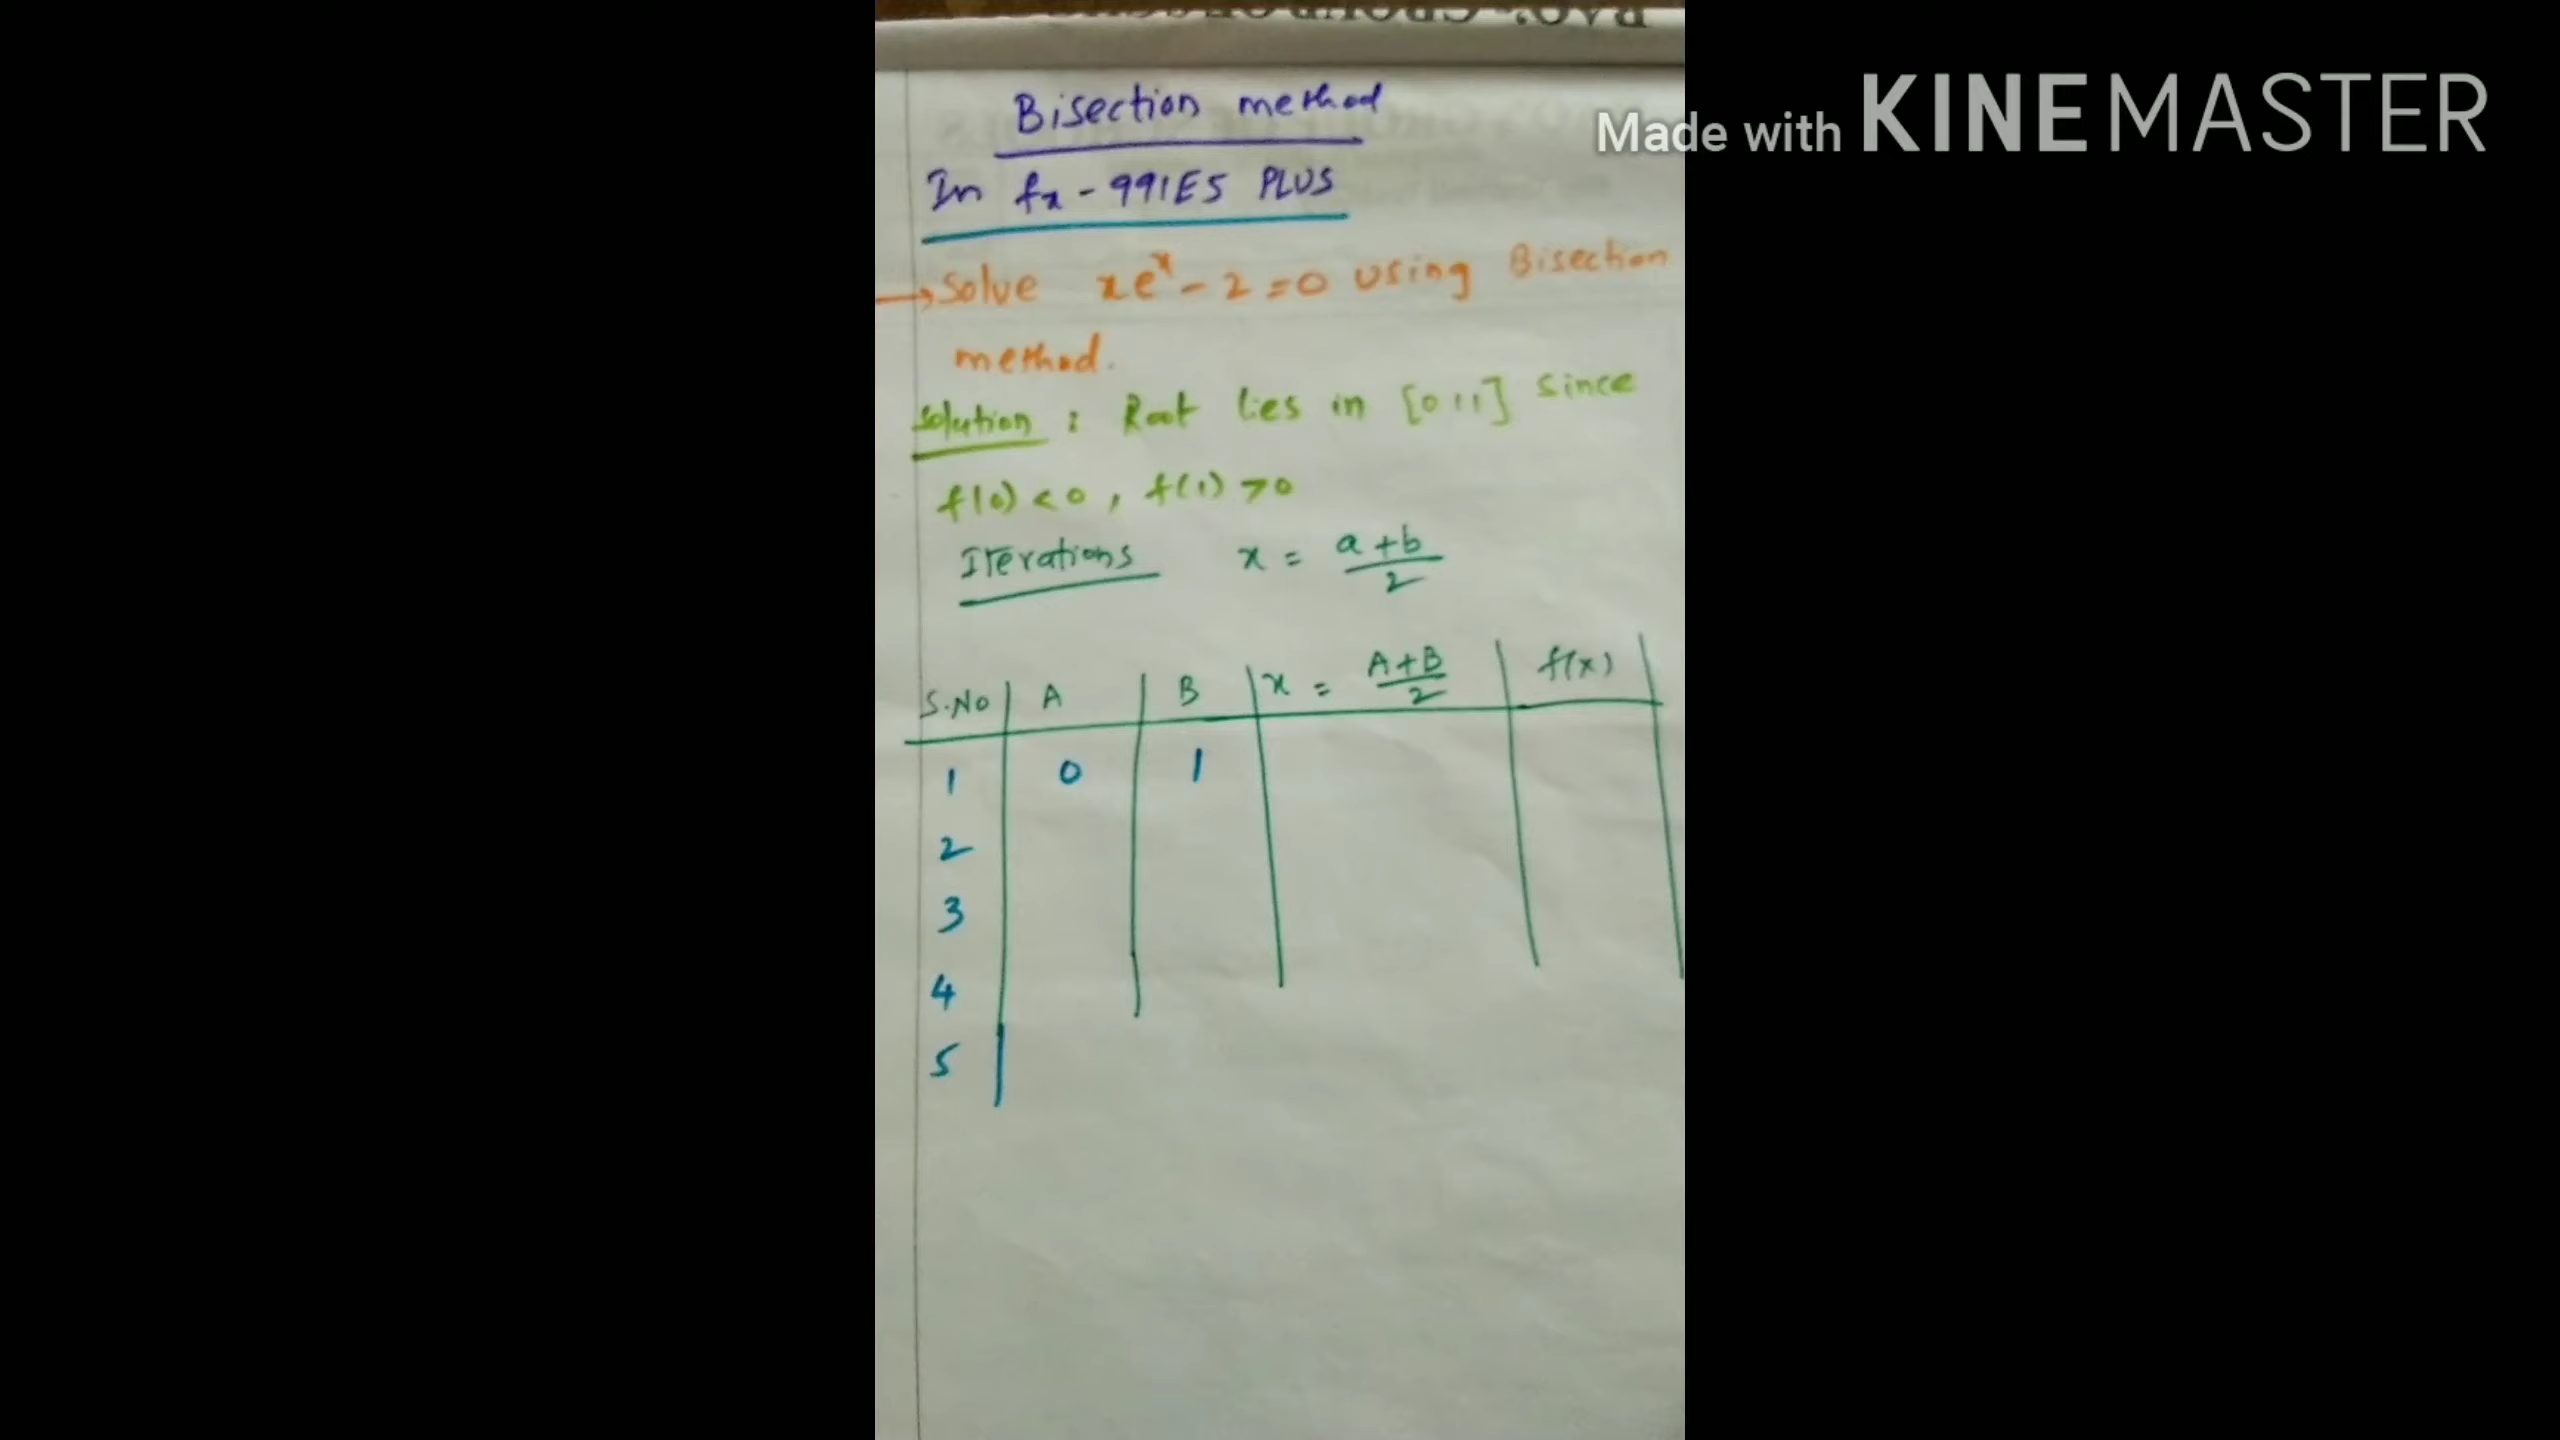 Made with KINEMASTER
Bisection method
In fx - 991ES PLUS
→ Solve xeˣ - 2 = 0 using Bisection
method.
Solution : Root lies in [0,1] since
f(0) < 0 , f(1) > 0
Iterations x = a+b/2
S.No A B x = A+B/2 f(x)
1 0 1
2
3
4
5